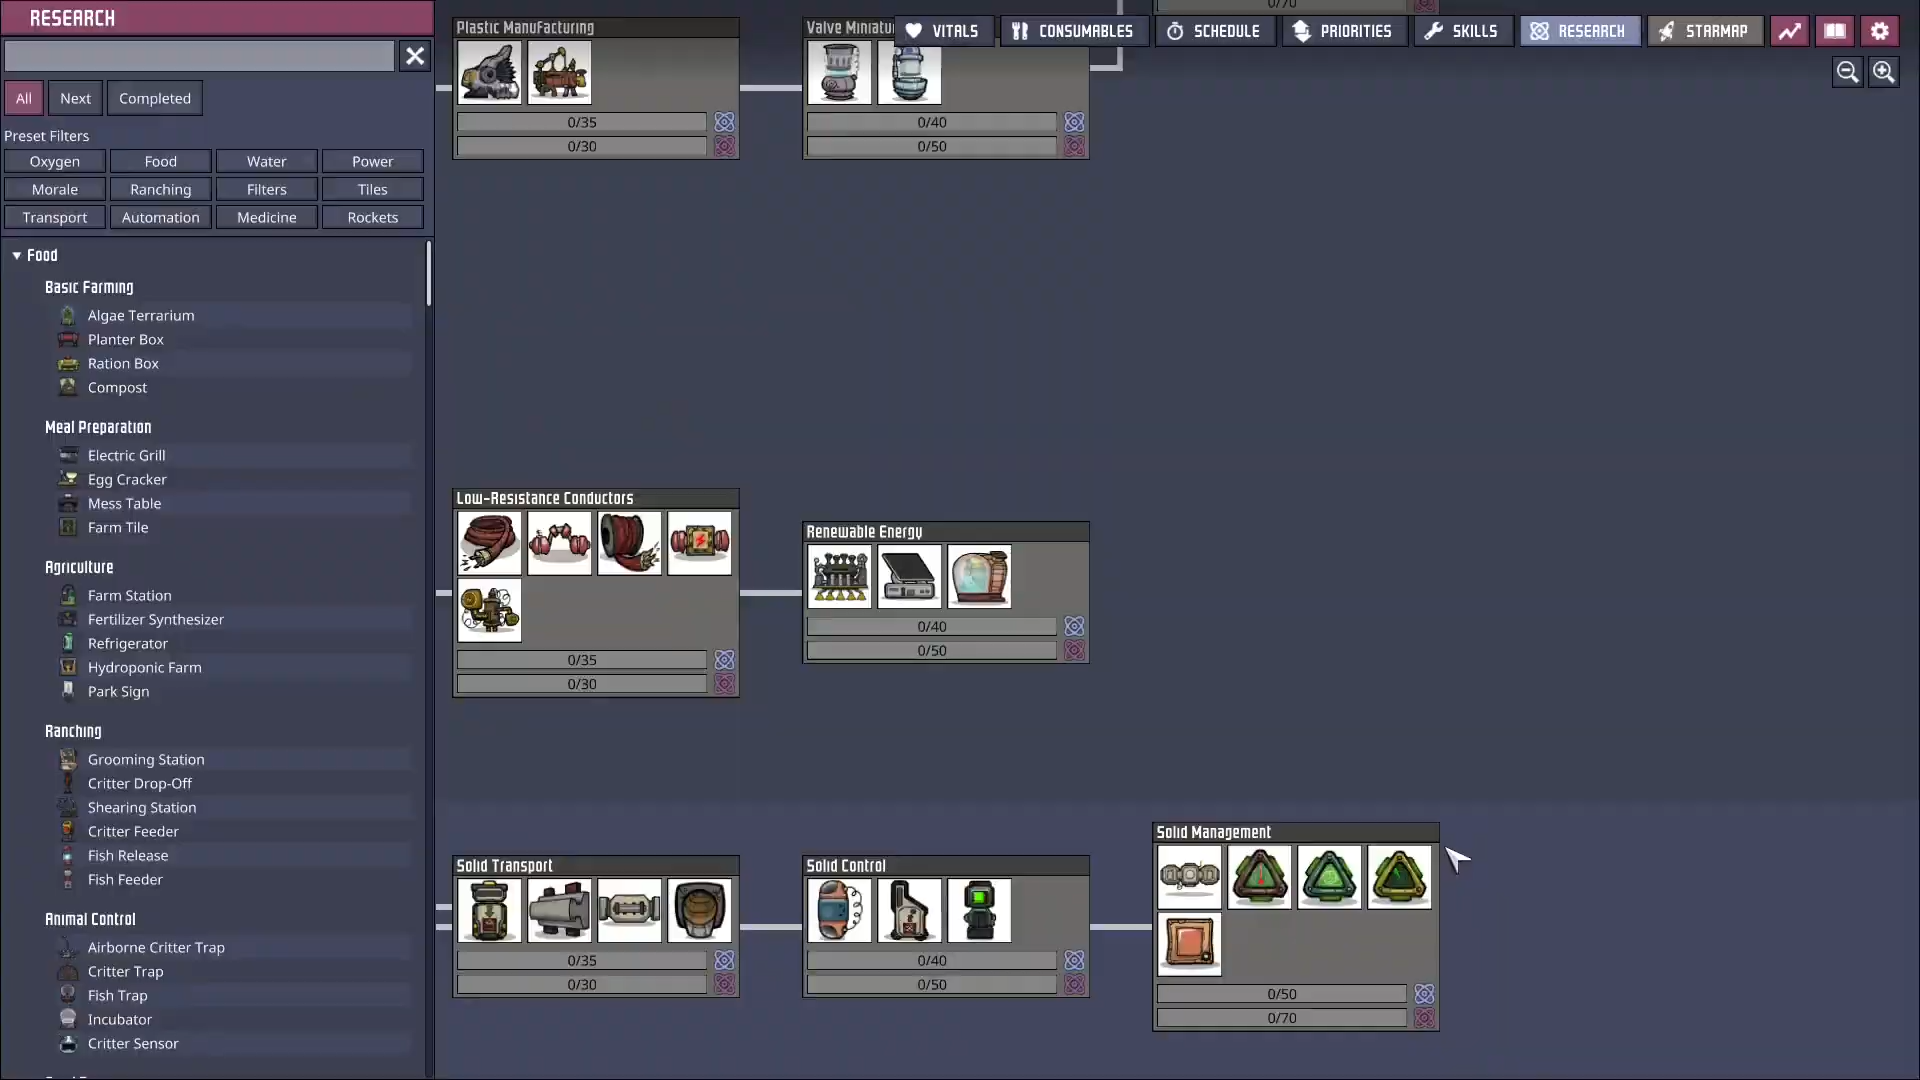 RESEARCH
All
Next
Completed
Preset Filters
Oxygen
Food
Water
Power
Morale
Ranching
Filters
Tiles
Transport
Automation
Medicine
Rockets
Food
Basic Farming
Algae Terrarium
Planter Box
Ration Box
Compost
Meal Preparation
Electric Grill
Egg Cracker
Mess Table
Farm Tile
Agriculture
Farm Station
Fertilizer Synthesizer
Refrigerator
Hydroponic Farm
Park Sign
Ranching
Grooming Station
Critter Drop-Off
Shearing Station
Critter Feeder
Fish Release
Fish Feeder
Animal Control
Airborne Critter Trap
Critter Trap
Fish Trap
Incubator
Critter Sensor
VITALS
CONSUMABLES
SCHEDULE
PRIORITIES
SKILLS
RESEARCH
STARMAP
0/70
Plastic Manufacturing
0/35
0/30
Valve Miniatu
0/40
0/50
Low-Resistance Conductors
0/35
0/30
Renewable Energy
0/40
0/50
Solid Transport
0/35
0/30
Solid Control
0/40
0/50
Solid Management
0/50
0/70